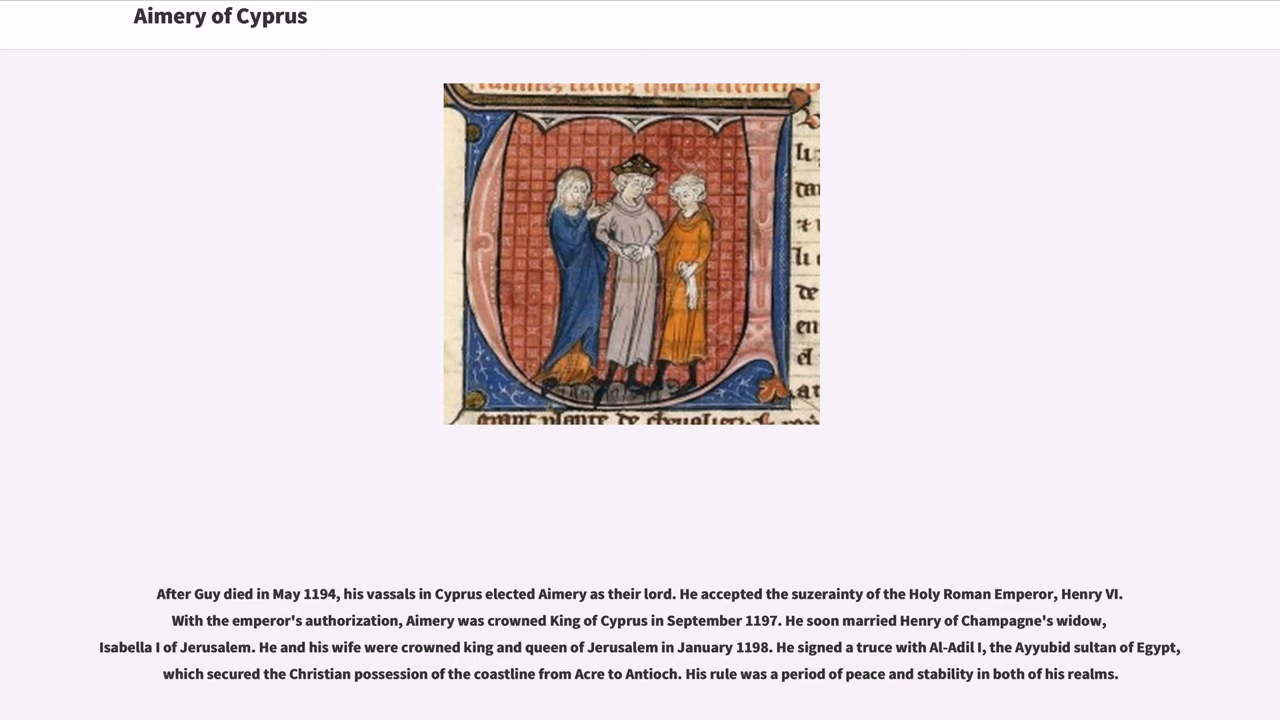 Aimery of Cyprus
de
en
el
After Guy died in May 1194, his vassals in Cyprus elected Aimery as their lord. He accepted the suzerainty of the Holy Roman Emperor, Henry VI.
With the emperor's authorization, Aimery was crowned King of Cyprus in September 1197. He soon married Henry of Champagne's widow,
Isabella I of Jerusalem. He and his wife were crowned king and queen of Jerusalem in January 1198. He signed a truce with Al-Adil I, the Ayyubid sultan of Egypt,
which secured the Christian possession of the coastline from Acre to Antioch. His rule was a period of peace and stability in both of his realms.